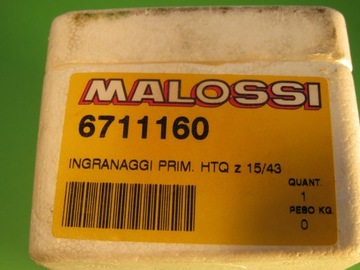 MALOSSI
6711160
INGRANAGGI PRIM. HTQ z 15/43
QUANT.
1
PESO KG.
0